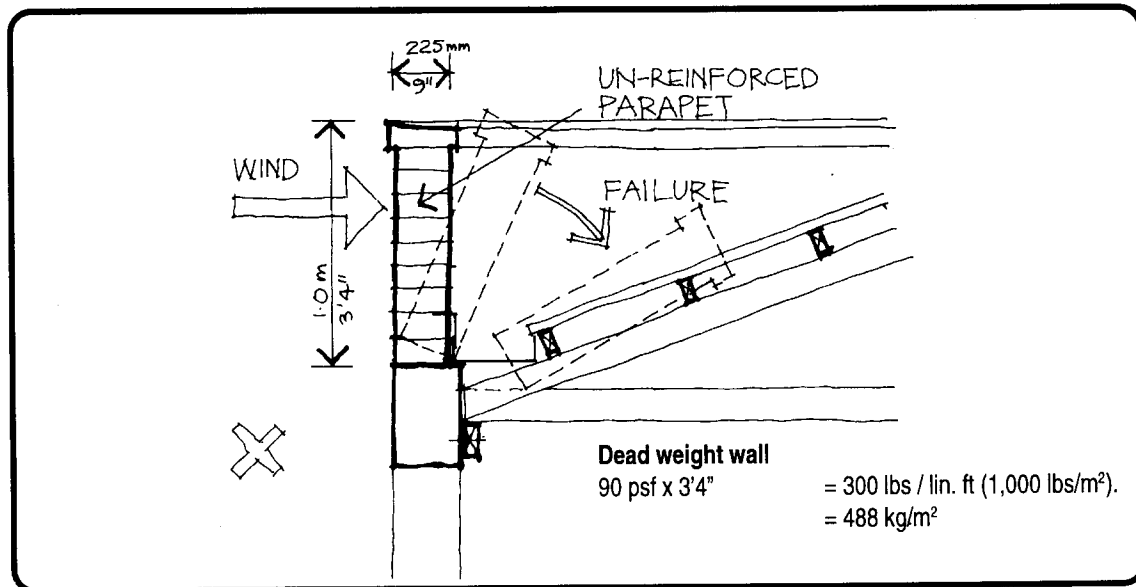 225mm
9"
UN-REINFORCED
PARAPET
WIND
FAILURE
1·0m
3'4"
Dead weight wall
90 psf x 3'4" = 300 lbs / lin. ft (1,000 lbs/m²).
= 488 kg/m²